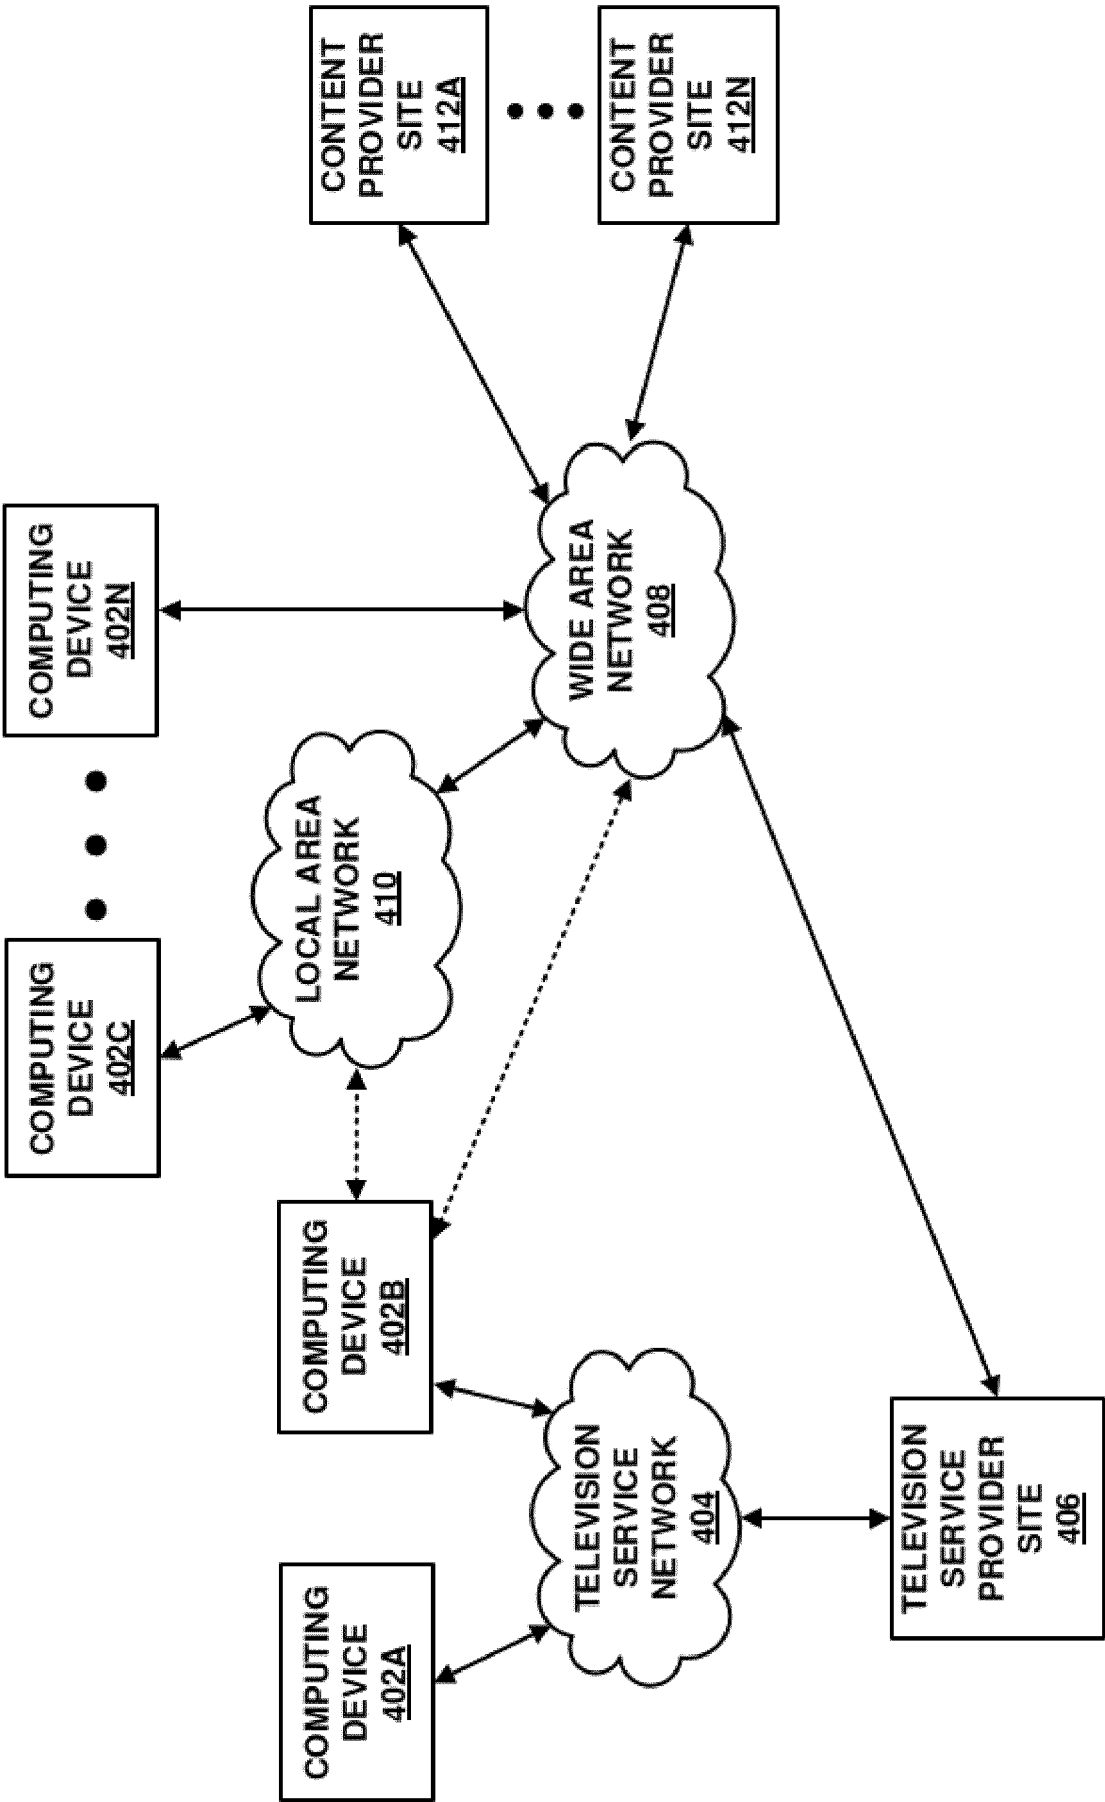 COMPUTING
DEVICE
402C
COMPUTING
DEVICE
402N
COMPUTING
DEVICE
402A
COMPUTING
DEVICE
402B
LOCAL AREA
NETWORK
410
CONTENT
PROVIDER
SITE
412A
TELEVISION
SERVICE
NETWORK
404
WIDE AREA
NETWORK
408
CONTENT
PROVIDER
SITE
412N
TELEVISION
SERVICE
PROVIDER
SITE
406